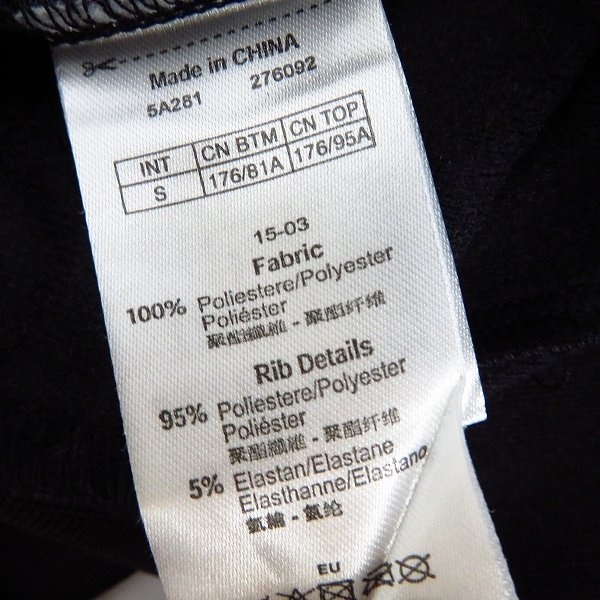 Made in CHINA
5A281 276092
INT CN BTM CN TOP
S 176/81A 176/95A
15-03
Fabric
100% Poliestere/Polyester
Poliéster
聚酯纖維 - 聚酯纤维
Rib Details
95% Poliestere/Polyester
Poliéster
聚酯纖維 - 聚酯纤维
5% Elastan/Elastane
Elasthanne/Elastano
氨綸 - 氨纶
EU